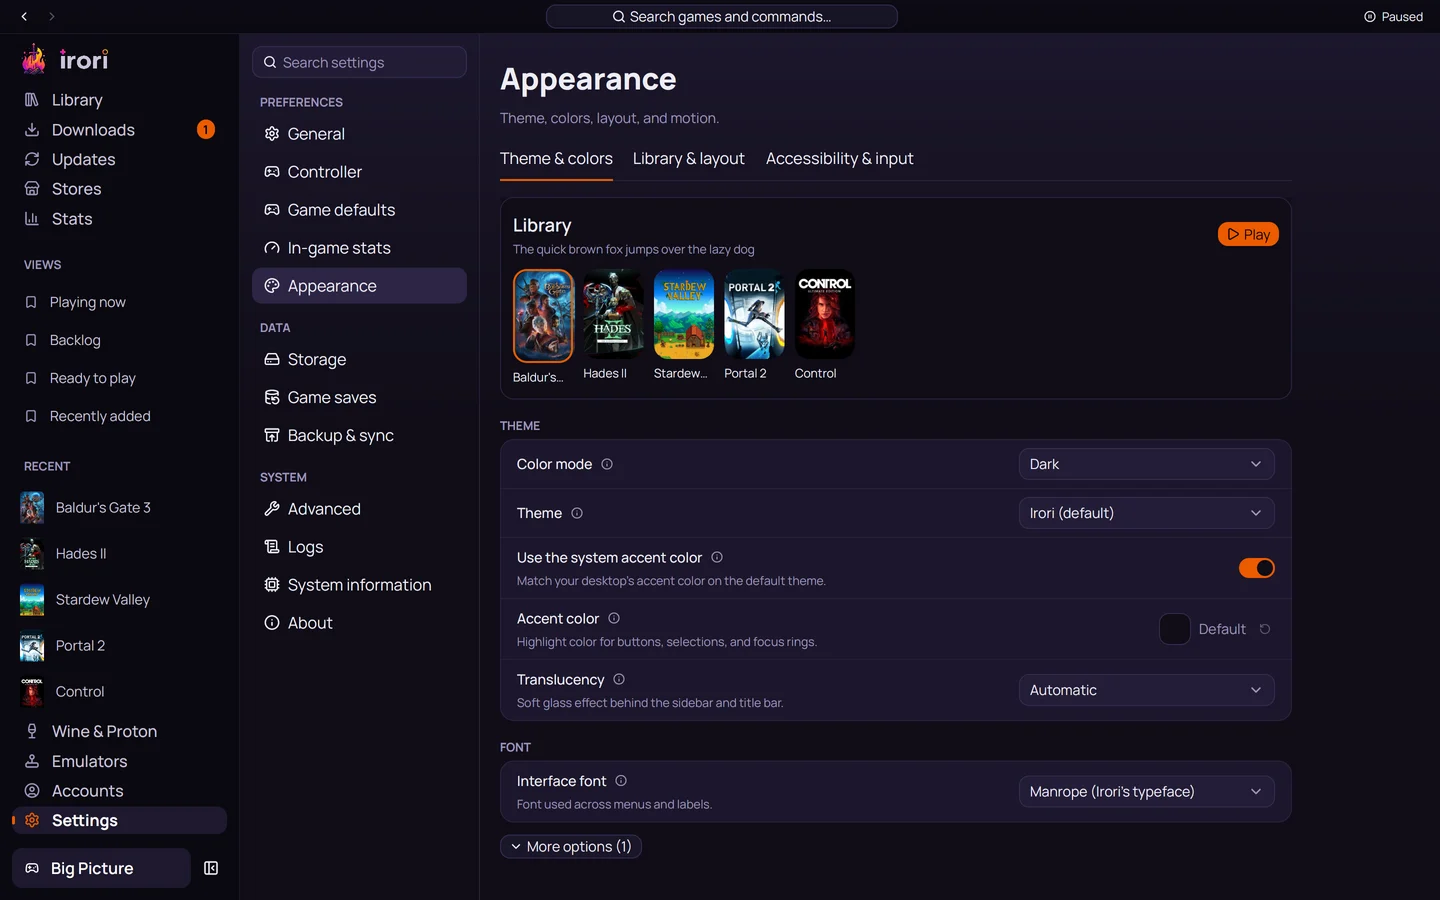 Search games and commands...
Paused
irori
Library
Downloads
1
Updates
Stores
Stats
VIEWS
Playing now
Backlog
Ready to play
Recently added
RECENT
Baldur's Gate 3
Hades II
Stardew Valley
Portal 2
Control
Wine & Proton
Emulators
Accounts
Settings
Big Picture
Search settings
PREFERENCES
General
Controller
Game defaults
In-game stats
Appearance
DATA
Storage
Game saves
Backup & sync
SYSTEM
Advanced
Logs
System information
About
Appearance
Theme, colors, layout, and motion.
Theme & colors
Library & layout
Accessibility & input
Library
The quick brown fox jumps over the lazy dog
Play
HADES II
STARDEW VALLEY
PORTAL 2
CONTROL
Baldur's...
Hades II
Stardew...
Portal 2
Control
THEME
Color mode
Dark
Theme
Irori (default)
Use the system accent color
Match your desktop's accent color on the default theme.
Accent color
Highlight color for buttons, selections, and focus rings.
Default
Translucency
Soft glass effect behind the sidebar and title bar.
Automatic
FONT
Interface font
Font used across menus and labels.
Manrope (Irori's typeface)
More options (1)